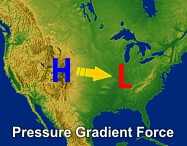 H L
Pressure Gradient Force